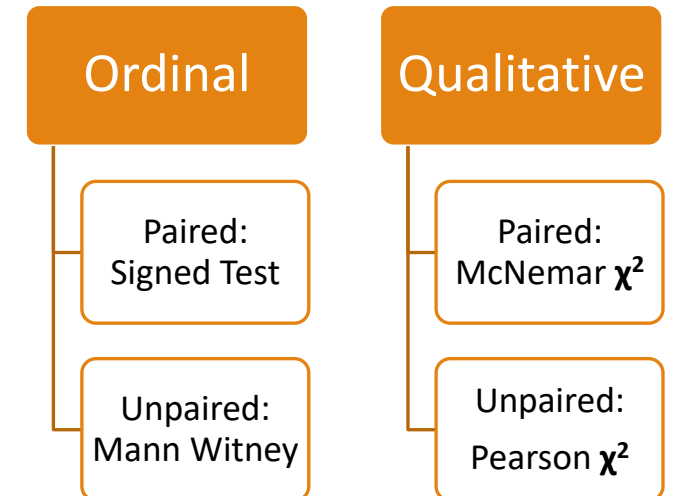 Ordinal
Paired:
Signed Test
Unpaired:
Mann Witney
Qualitative
Paired:
McNemar χ²
Unpaired:
Pearson χ²